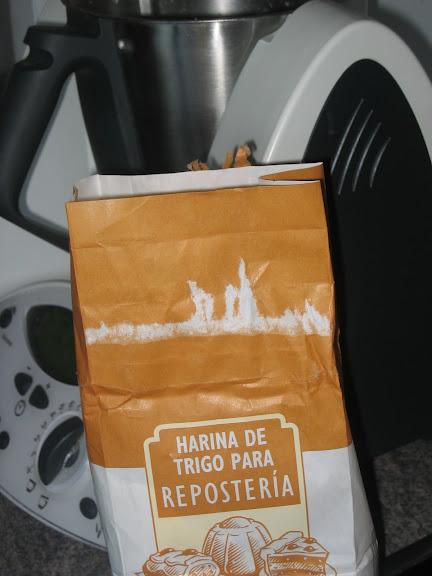 HARINA DE
TRIGO PARA
REPOSTERÍA